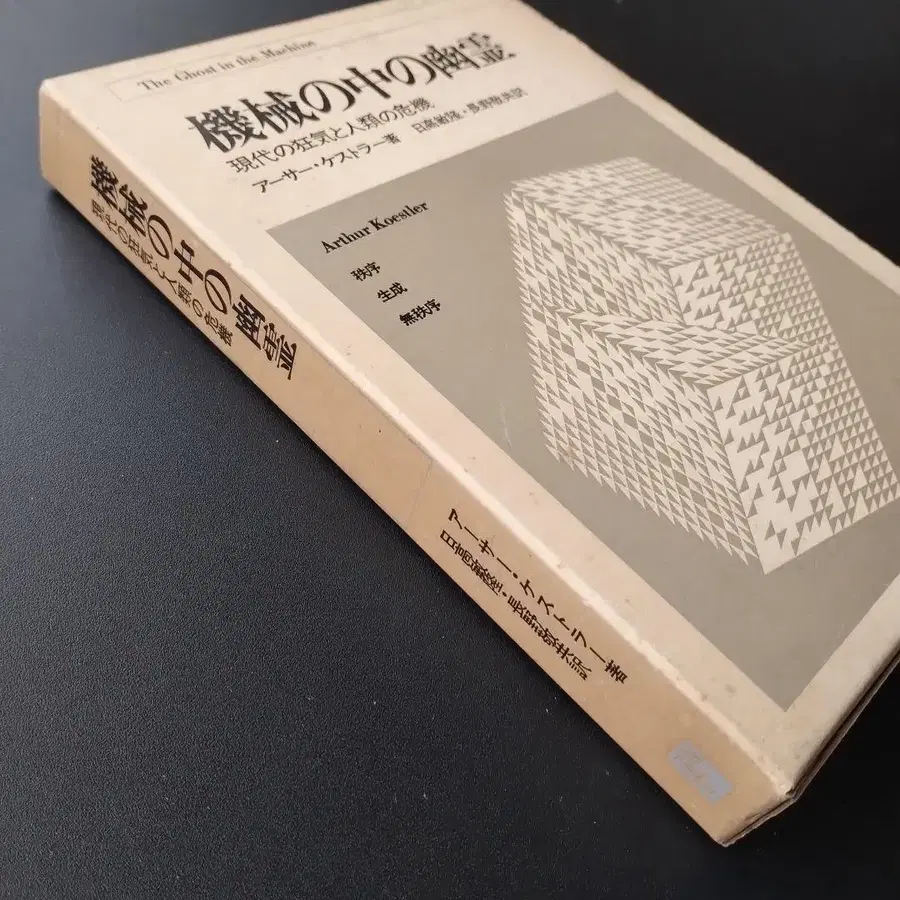 The Ghost in the Machine
機械の中の幽霊
現代の狂気と人類の危機
アーサー・ケストラー著 日高敏隆・長野敬共訳
Arthur Koestler
秩序
生成
無秩序
機械の中の幽霊
現代の狂気と人類の危機
アーサー・ケストラー著
日高敏隆・長野敬共訳